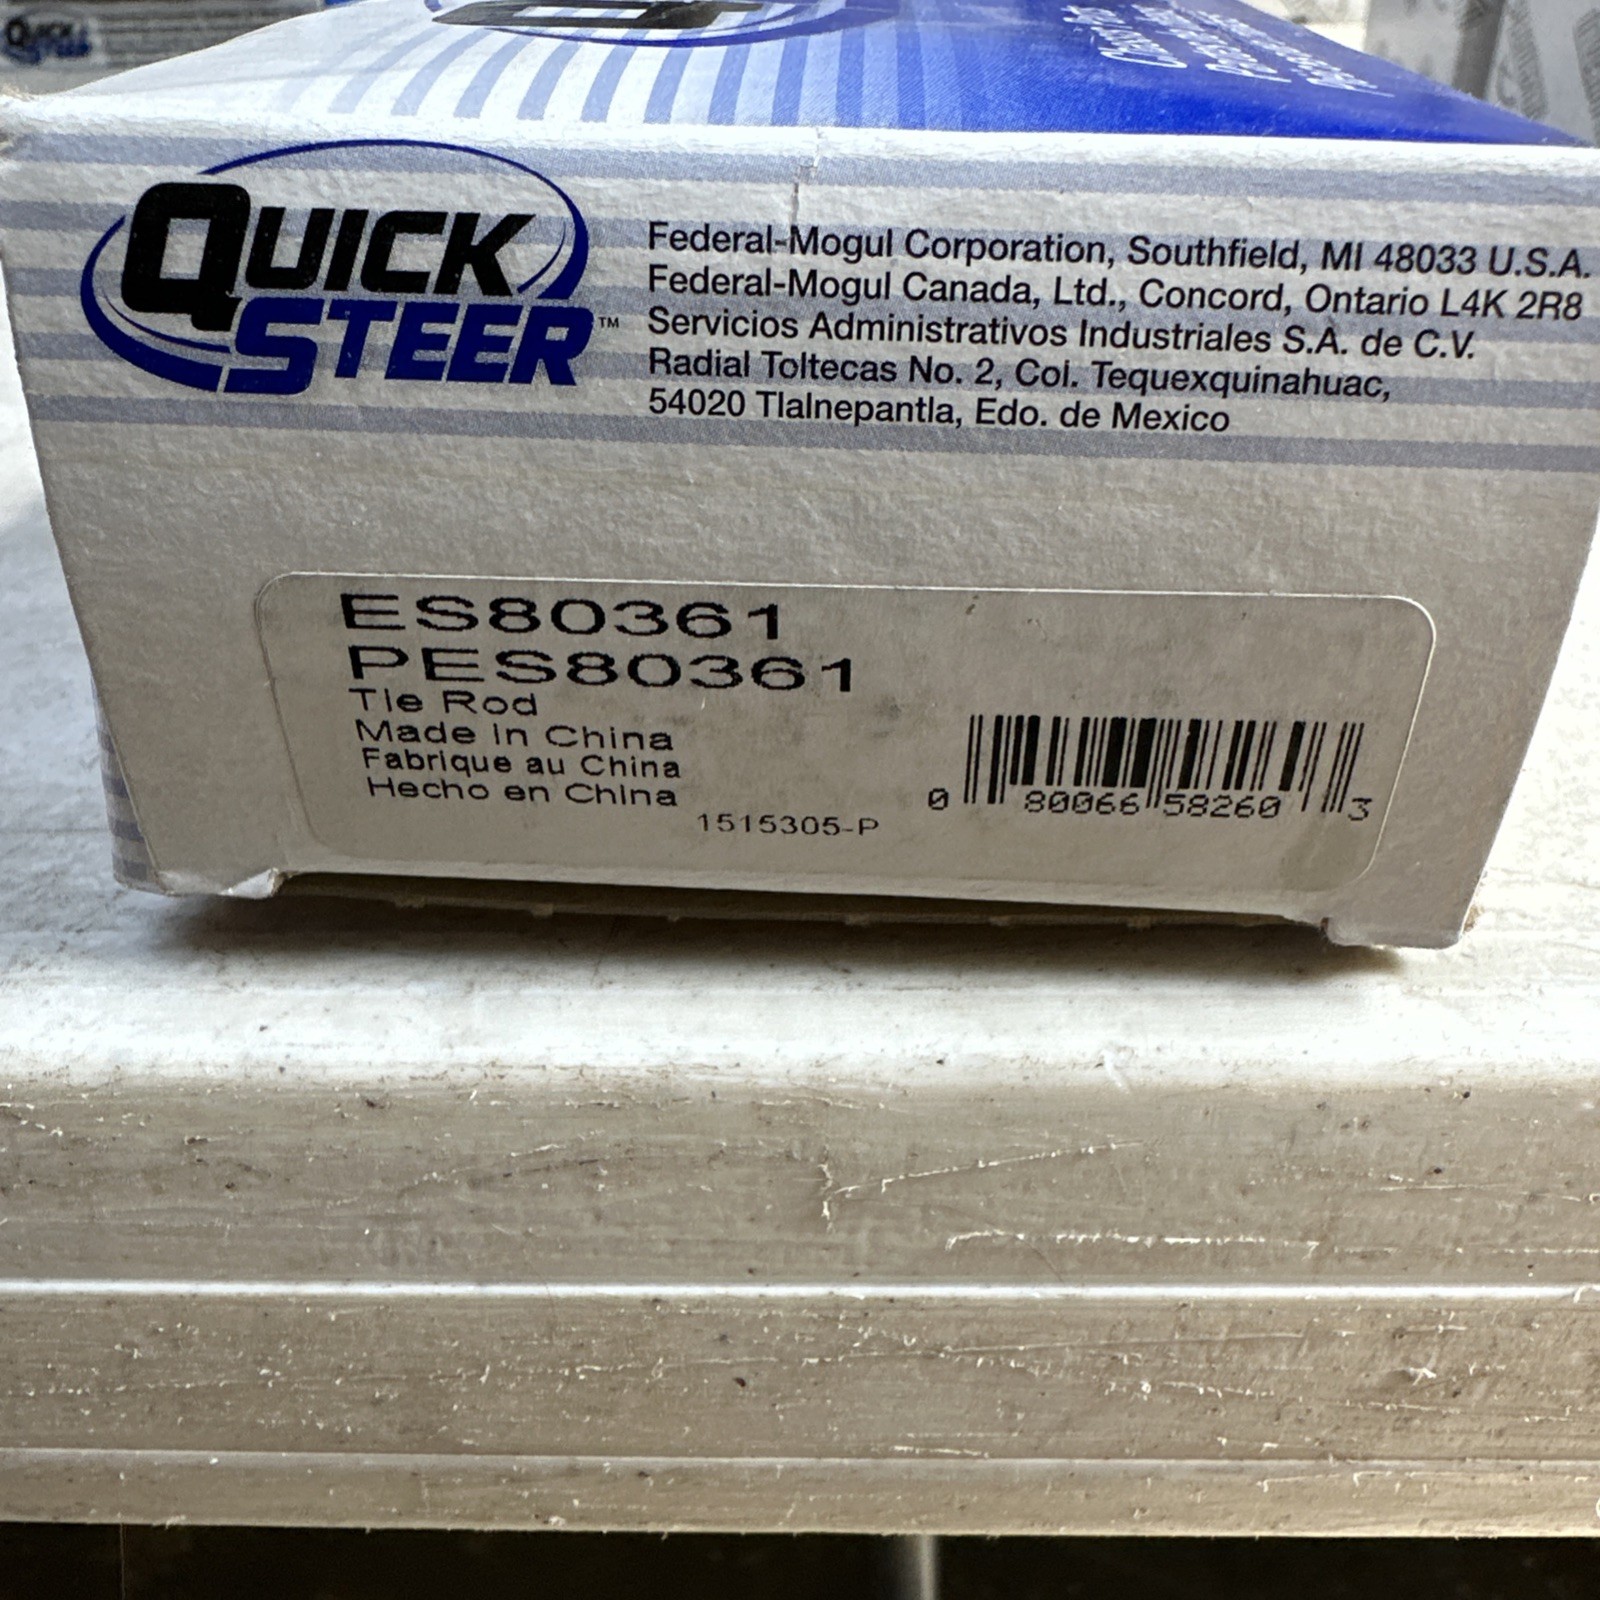 QUICK STEER
QUICK
STEER™
Federal-Mogul Corporation, Southfield, MI 48033 U.S.A.
Federal-Mogul Canada, Ltd., Concord, Ontario L4K 2R8
Servicios Administrativos Industriales S.A. de C.V.
Radial Toltecas No. 2, Col. Tequexquinahuac,
54020 Tlalnepantla, Edo. de Mexico
ES80361
PES80361
Tie Rod
Made in China
Fabrique au China
Hecho en China
1515305-P
0 80066 58260 3